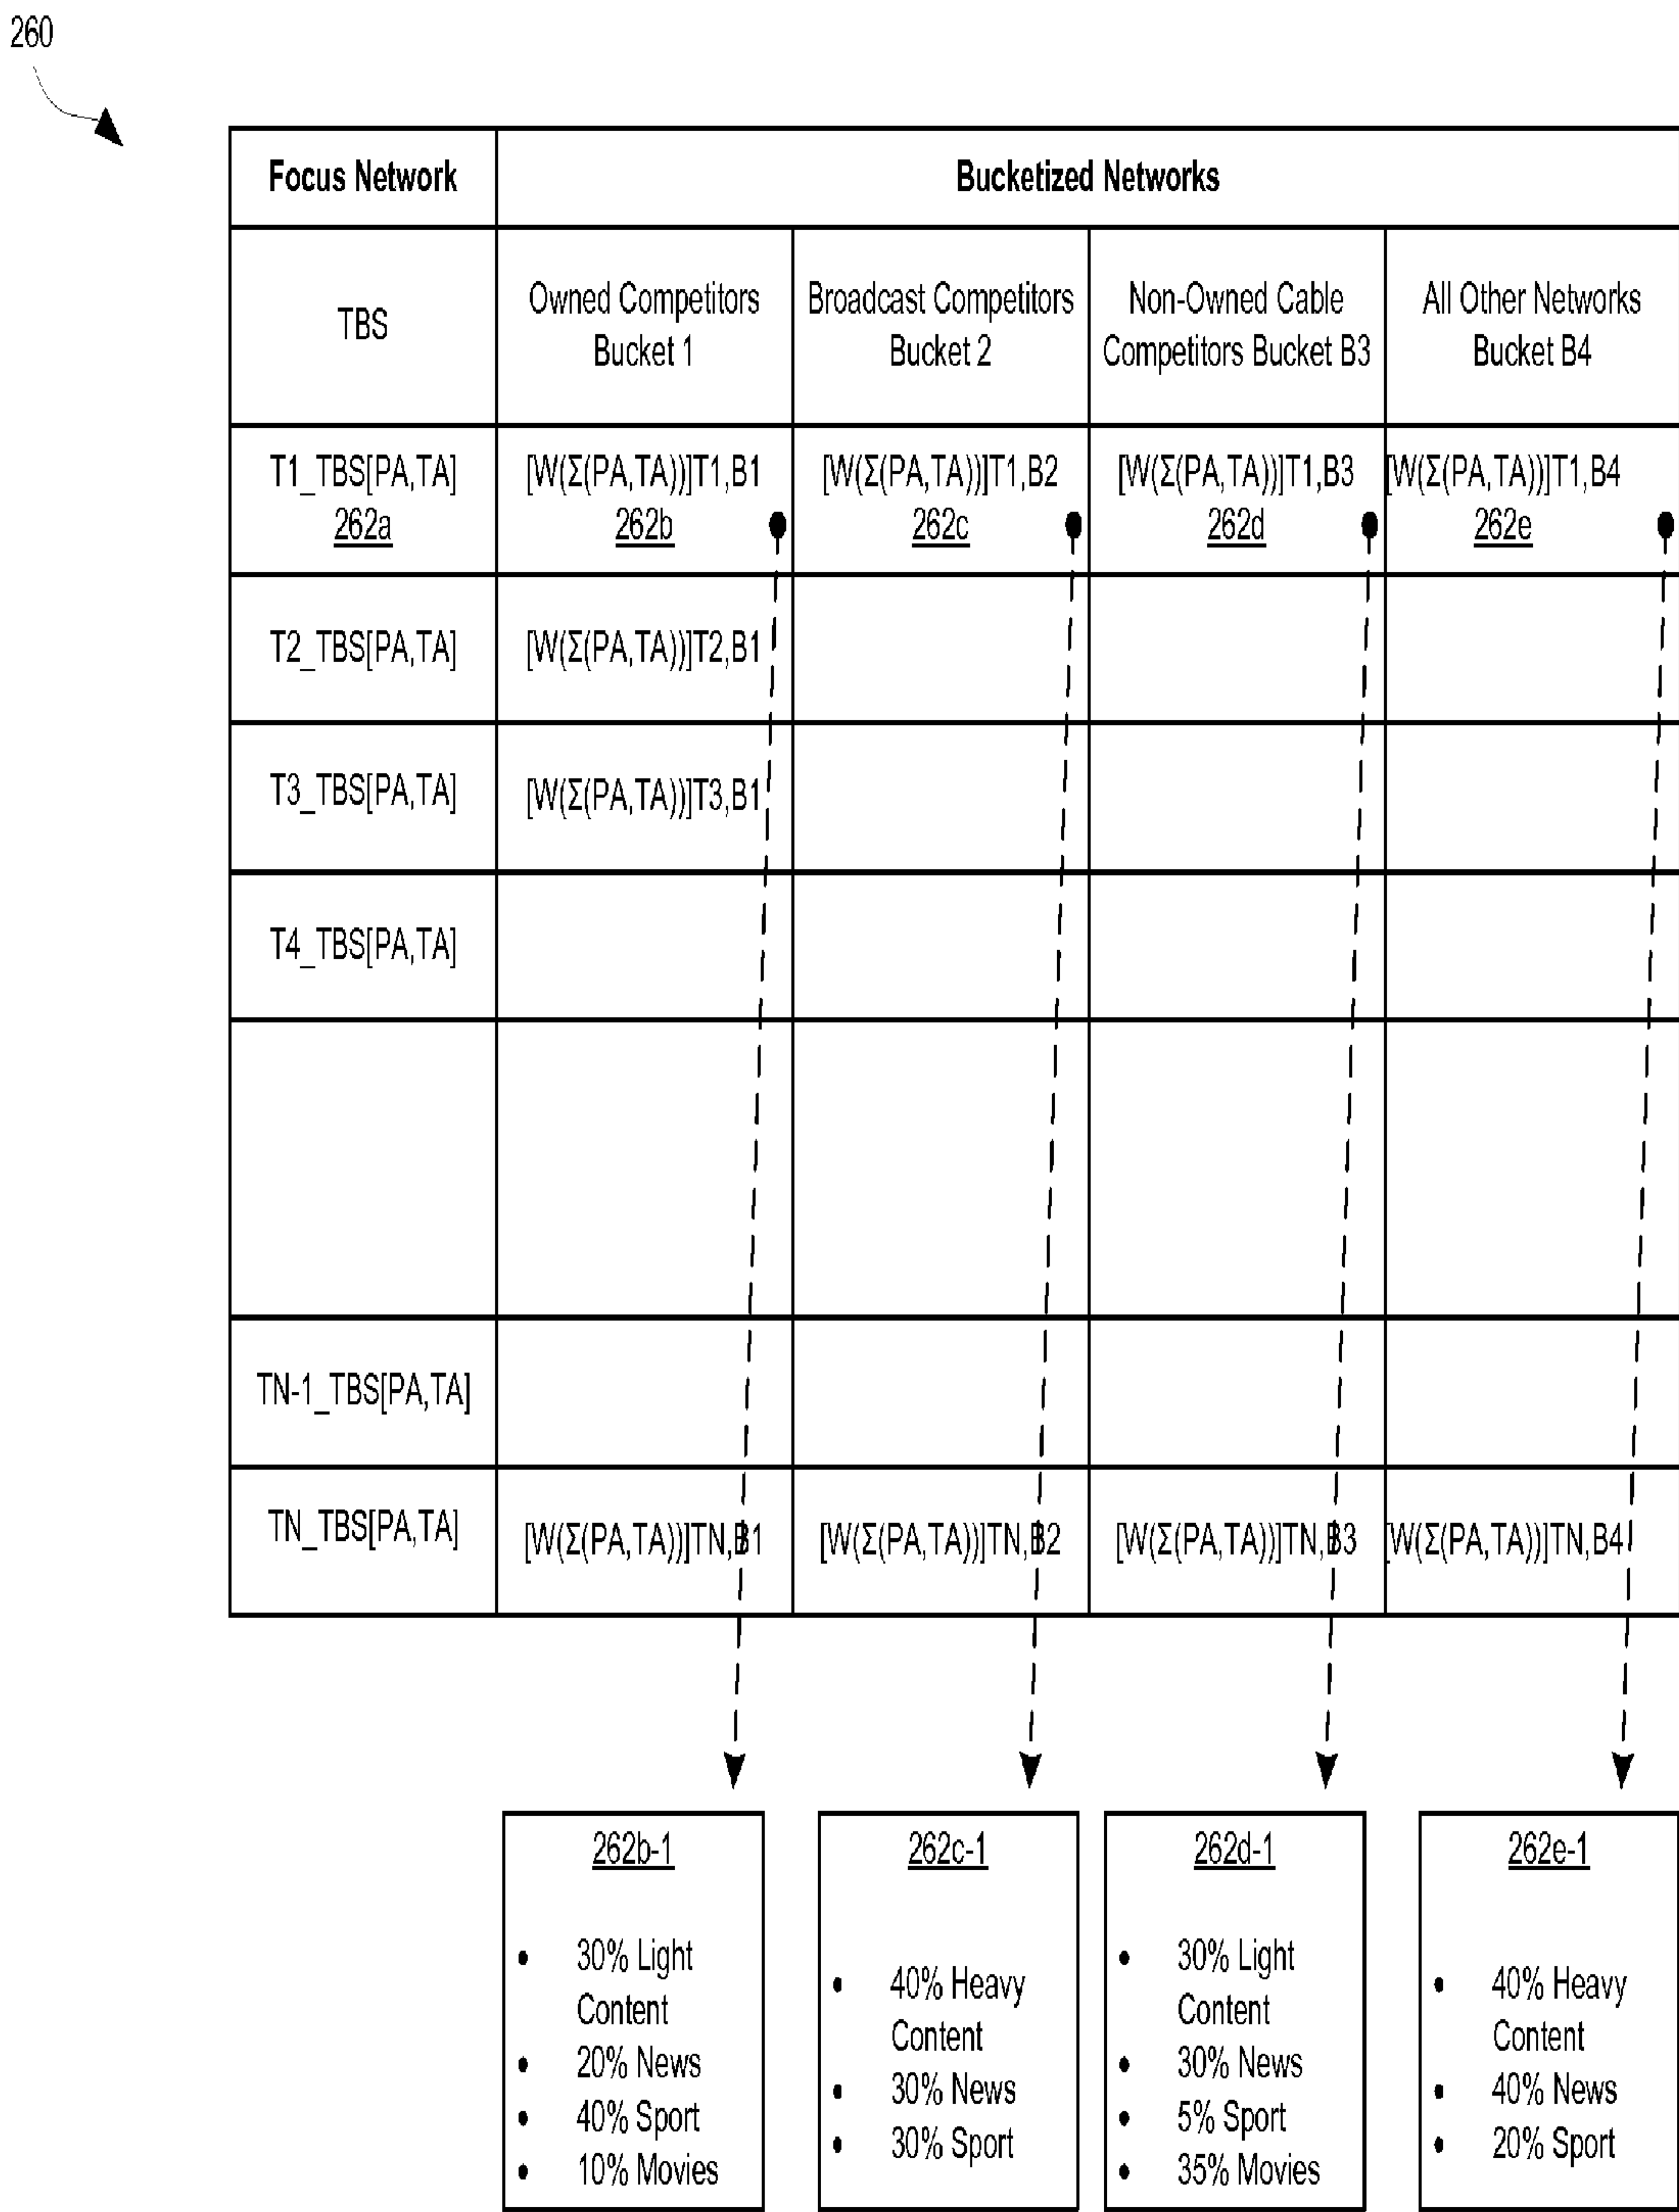 260
Focus Network
Bucketized Networks
TBS
Owned Competitors
Bucket 1
Broadcast Competitors
Bucket 2
Non-Owned Cable
Competitors Bucket B3
All Other Networks
Bucket B4
T1_TBS[PA,TA]
262a
[W(Σ(PA,TA))]T1,B1
262b
[W(Σ(PA,TA))]T1,B2
262c
[W(Σ(PA,TA))]T1,B3
262d
[W(Σ(PA,TA))]T1,B4
262e
T2_TBS[PA,TA]
[W(Σ(PA,TA))]T2,B1
T3_TBS[PA,TA]
[W(Σ(PA,TA))]T3,B1
T4_TBS[PA,TA]
TN-1_TBS[PA,TA]
TN_TBS[PA,TA]
[W(Σ(PA,TA))]TN,B1
[W(Σ(PA,TA))]TN,B2
[W(Σ(PA,TA))]TN,B3
[W(Σ(PA,TA))]TN,B4
262b-1
• 30% Light
Content
• 20% News
• 40% Sport
• 10% Movies
262c-1
• 40% Heavy
Content
• 30% News
• 30% Sport
262d-1
• 30% Light
Content
• 30% News
• 5% Sport
• 35% Movies
262e-1
• 40% Heavy
Content
• 40% News
• 20% Sport